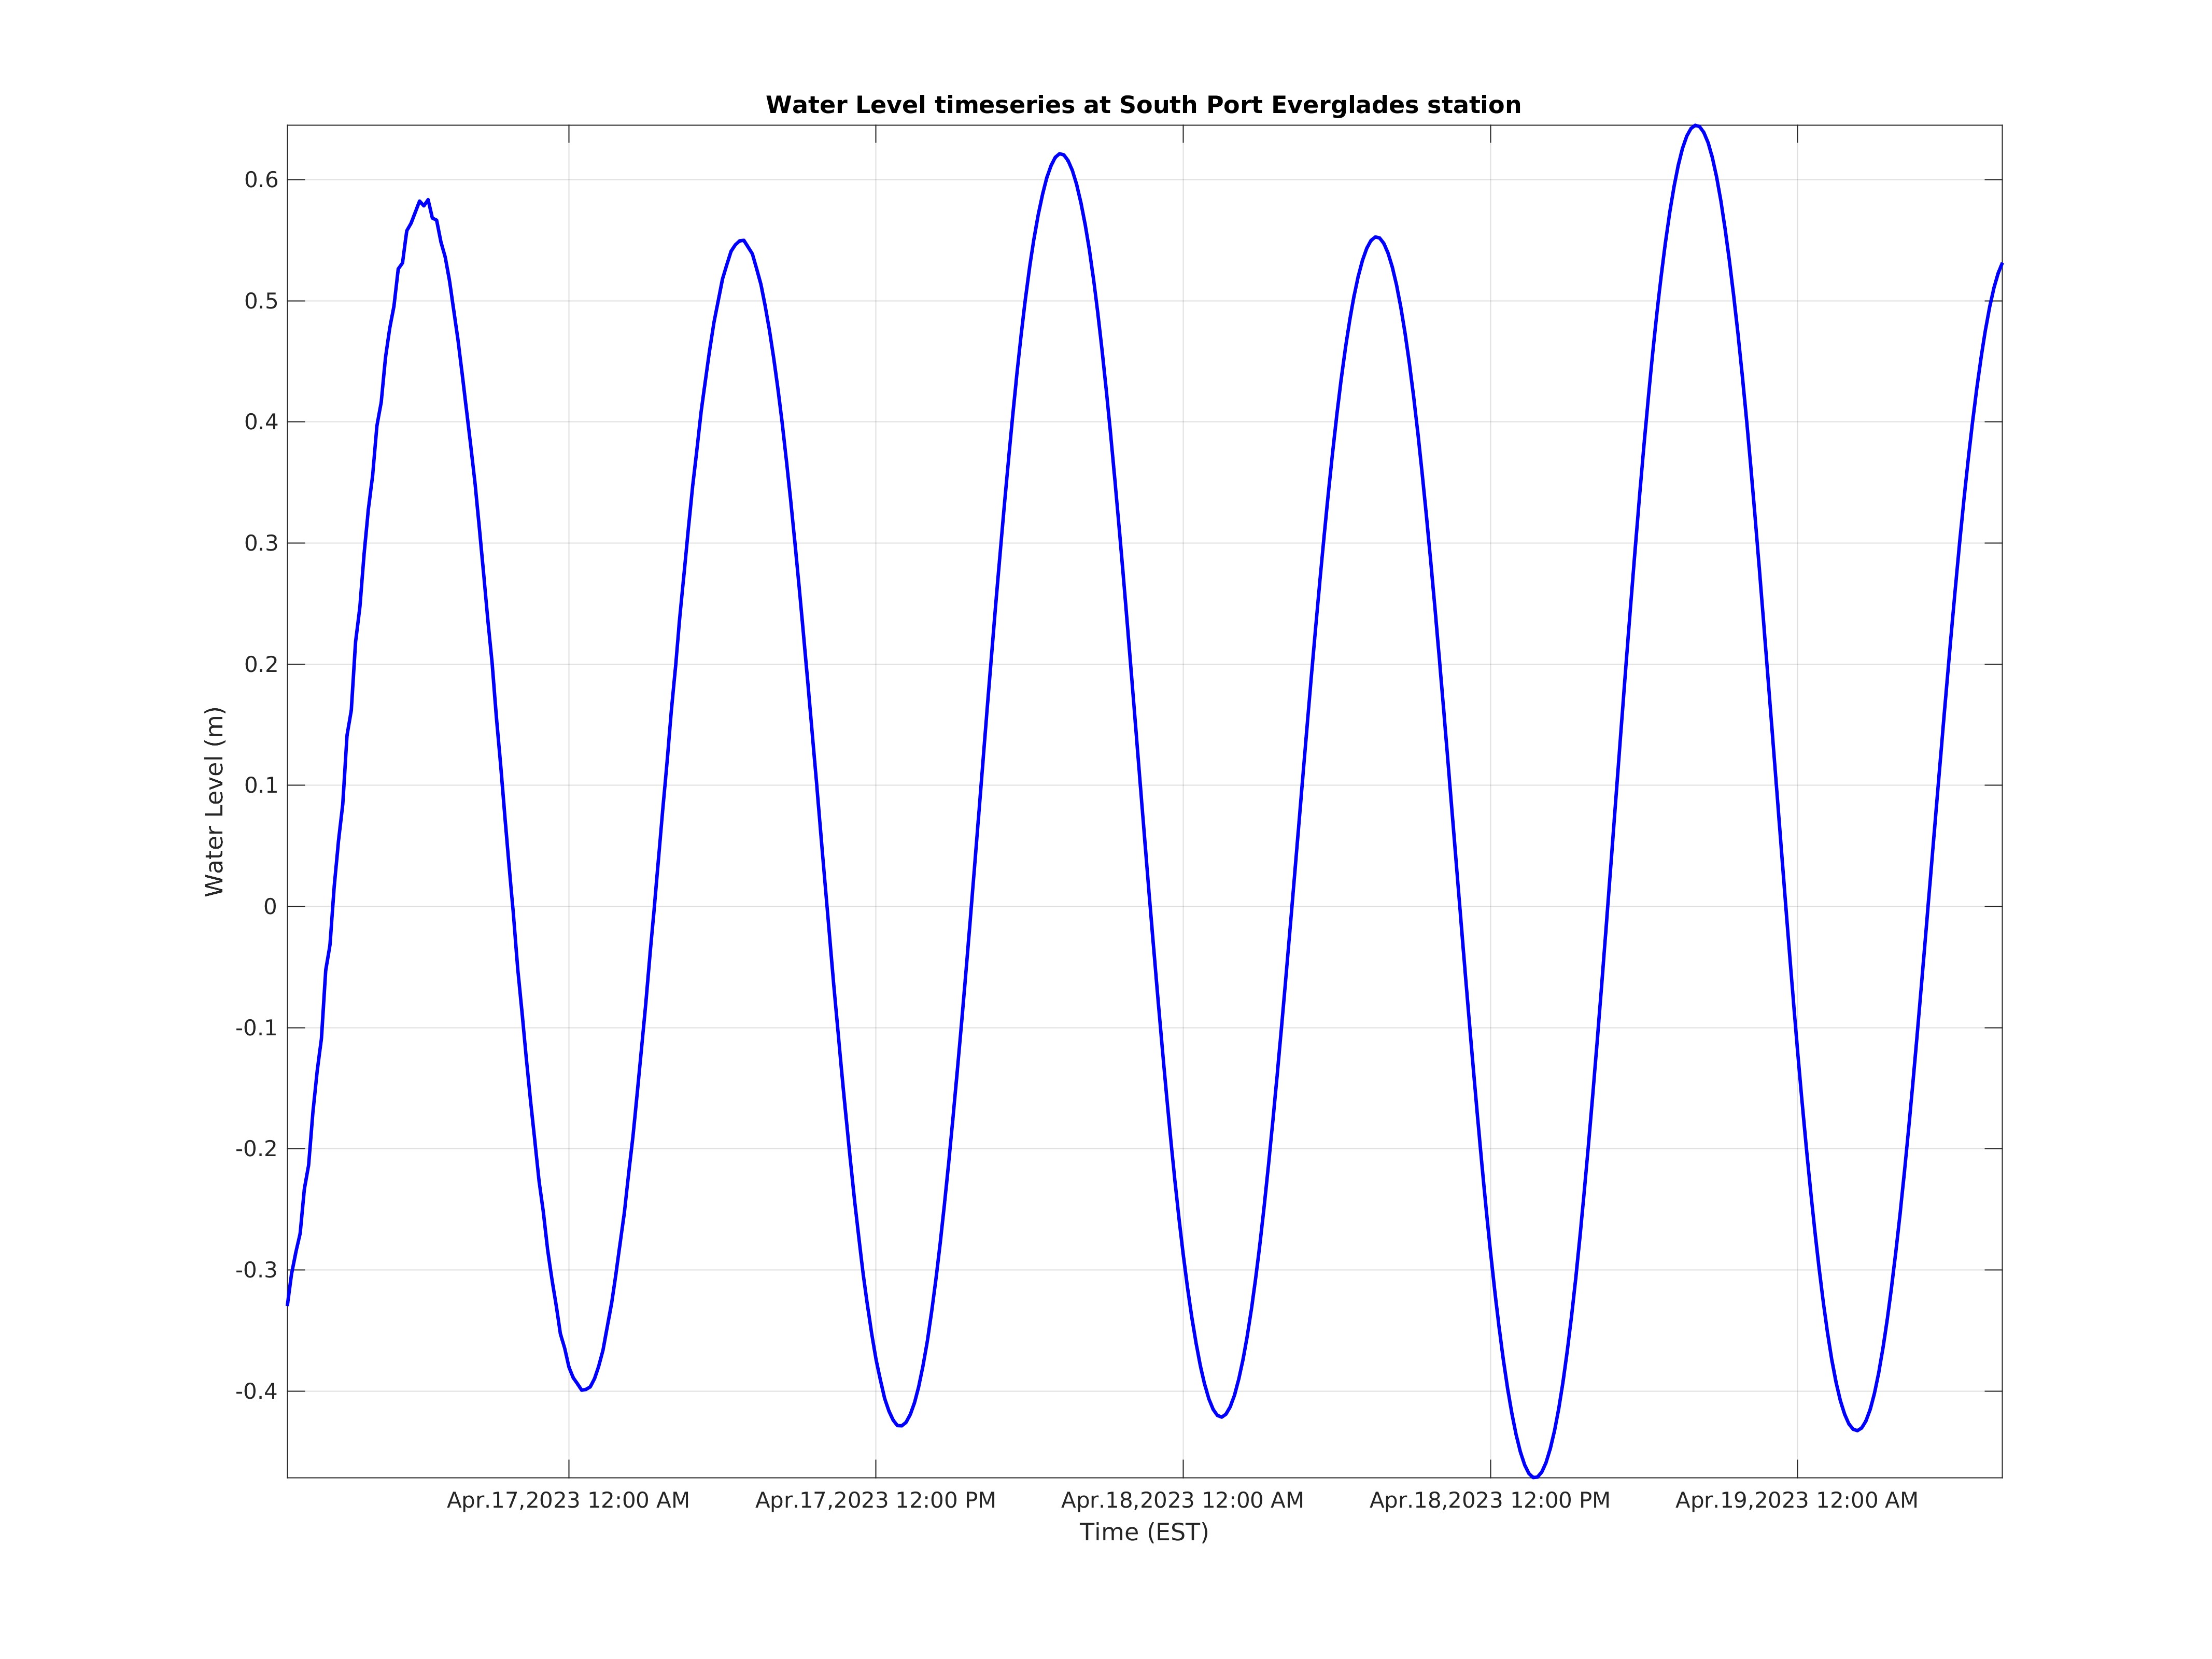 Water Level timeseries at South Port Everglades station
0.6
0.5
0.4
0.3
0.2
0.1
0
-0.1
-0.2
-0.3
-0.4
Water Level (m)
Apr.17,2023 12:00 AM
Apr.17,2023 12:00 PM
Apr.18,2023 12:00 AM
Apr.18,2023 12:00 PM
Apr.19,2023 12:00 AM
Time (EST)